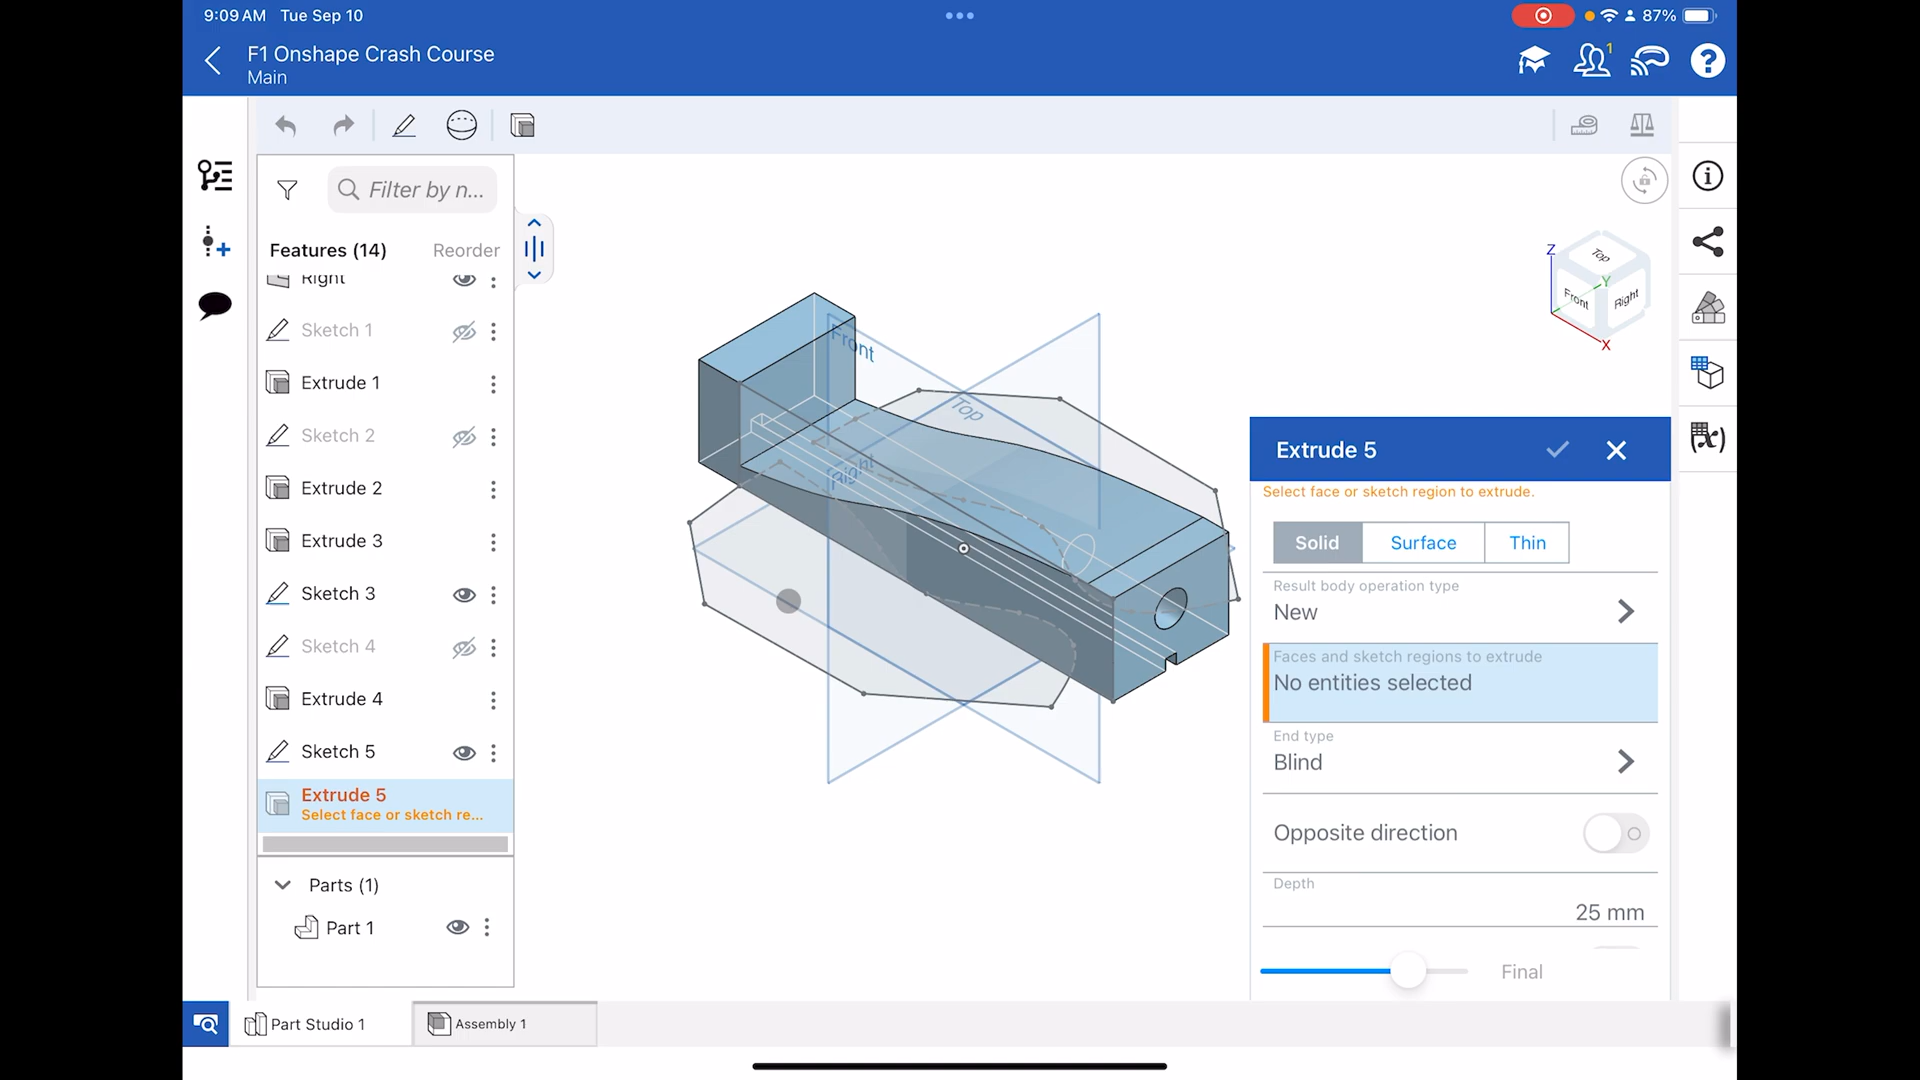 9:09 AM Tue Sep 10
87%
F1 Onshape Crash Course
Main
1
?
Filter by n...
Features (14)
Reorder
Right
Sketch 1
Extrude 1
Sketch 2
Extrude 2
Extrude 3
Sketch 3
Sketch 4
Extrude 4
Sketch 5
Extrude 5
Select face or sketch re...
Parts (1)
Part 1
Front
Top
Right
Z
Top
Y
Front
Right
X
Extrude 5
Select face or sketch region to extrude.
Solid
Surface
Thin
Result body operation type
New
Faces and sketch regions to extrude
No entities selected
End type
Blind
Opposite direction
Depth
25 mm
Final
Part Studio 1
Assembly 1